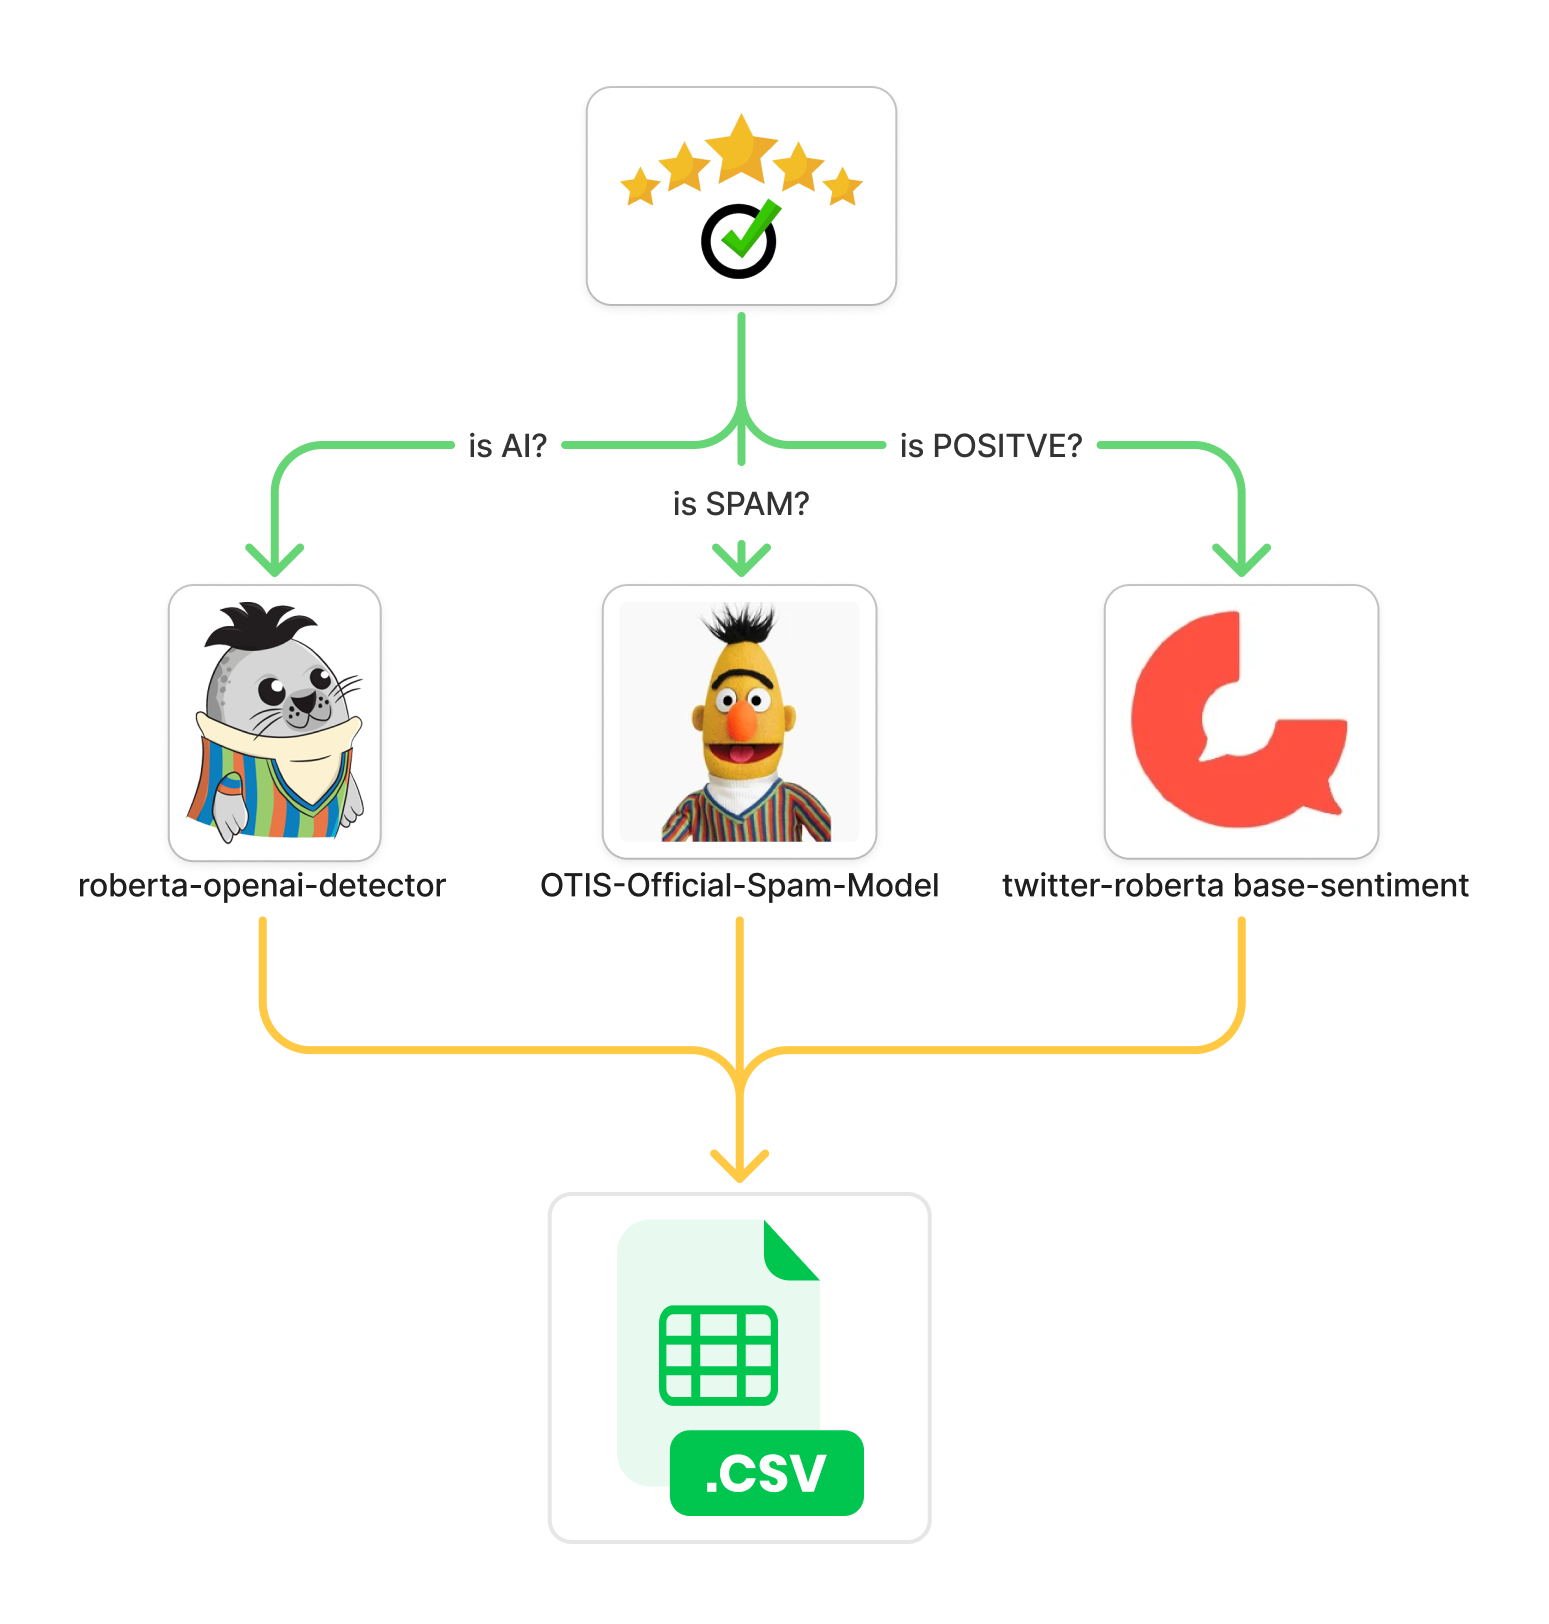 is AI?
is POSITVE?
is SPAM?
roberta-openai-detector
OTIS-Official-Spam-Model
twitter-roberta base-sentiment
.CSV